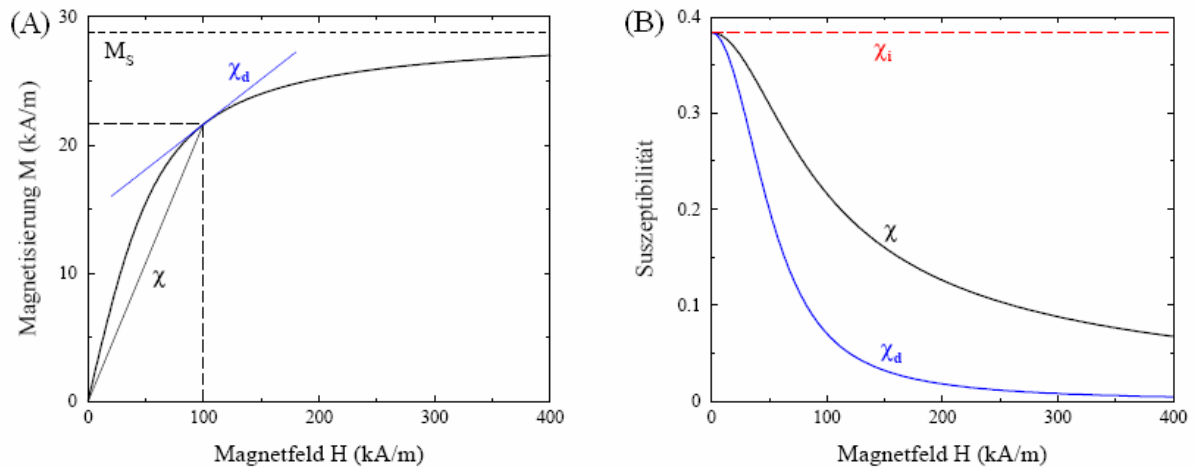 (A)
30
20
10
0
Magnetisierung M (kA/m)
M_s
χ_d
χ
0 100 200 300 400
Magnetfeld H (kA/m)
(B)
0.4
0.3
0.2
0.1
0
Suszeptibilität
χ_i
χ
χ_d
0 100 200 300 400
Magnetfeld H (kA/m)